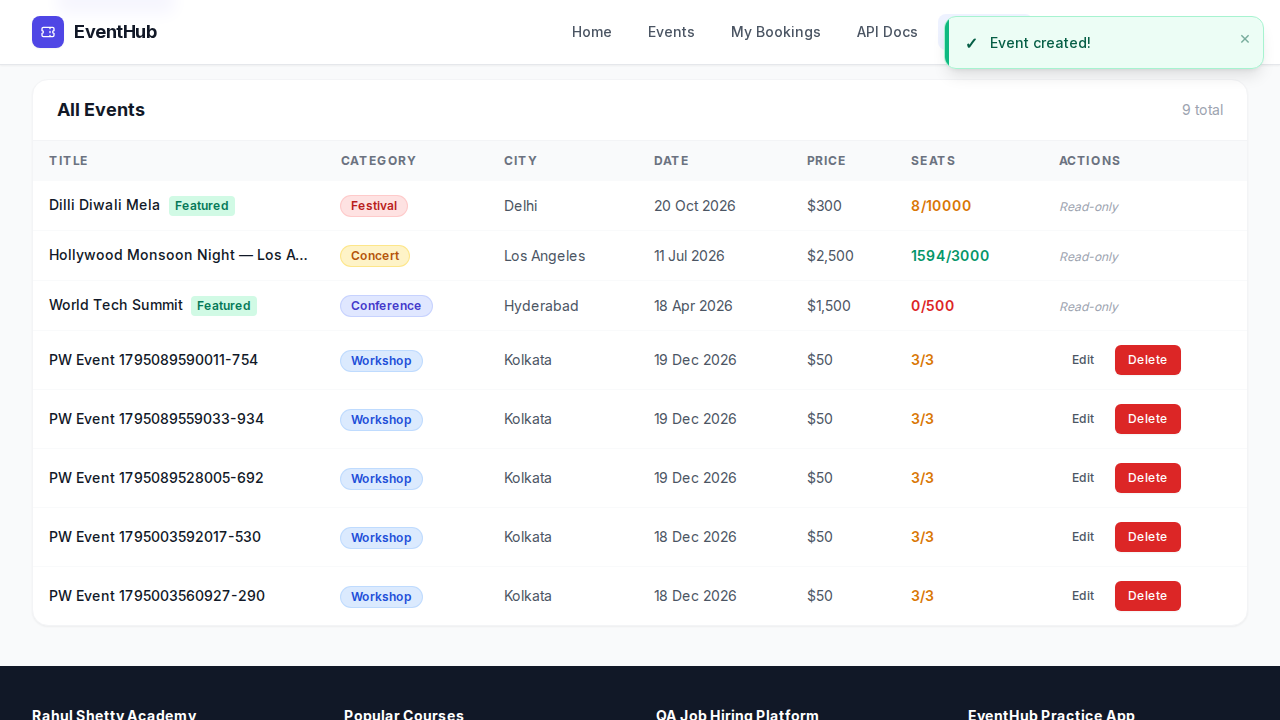 EventHub
Home Events My Bookings API Docs
✓ Event created! ×
All Events 9 total
TITLE CATEGORY CITY DATE PRICE SEATS ACTIONS
Dilli Diwali Mela Featured Festival Delhi 20 Oct 2026 $300 8/10000 Read-only
Hollywood Monsoon Night — Los A... Concert Los Angeles 11 Jul 2026 $2,500 1594/3000 Read-only
World Tech Summit Featured Conference Hyderabad 18 Apr 2026 $1,500 0/500 Read-only
PW Event 1795089590011-754 Workshop Kolkata 19 Dec 2026 $50 3/3 Edit Delete
PW Event 1795089559033-934 Workshop Kolkata 19 Dec 2026 $50 3/3 Edit Delete
PW Event 1795089528005-692 Workshop Kolkata 19 Dec 2026 $50 3/3 Edit Delete
PW Event 1795003592017-530 Workshop Kolkata 18 Dec 2026 $50 3/3 Edit Delete
PW Event 1795003560927-290 Workshop Kolkata 18 Dec 2026 $50 3/3 Edit Delete
Rahul Shetty Academy Popular Courses QA Job Hiring Platform EventHub Practice App